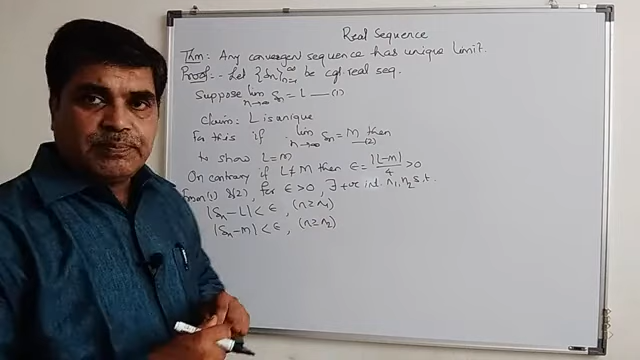 Real Sequence
Thm: Any convergen sequence has unique limit.
Proof:- Let {Sn}∞n=1 be cgt. real seq.
Suppose lim n→∞ Sn = L —(1)
Claim: L is unique
For this if lim n→∞ Sn = M then —(2)
to show L = M
On contrary if L ≠ M then ε = |L-M|/4 > 0
From (1) &(2), for ε > 0, ∃ +ve int. n1, n2 s.t.
|Sn - L| < ε, (n ≥ n1)
|Sn - M| < ε, (n ≥ n2)